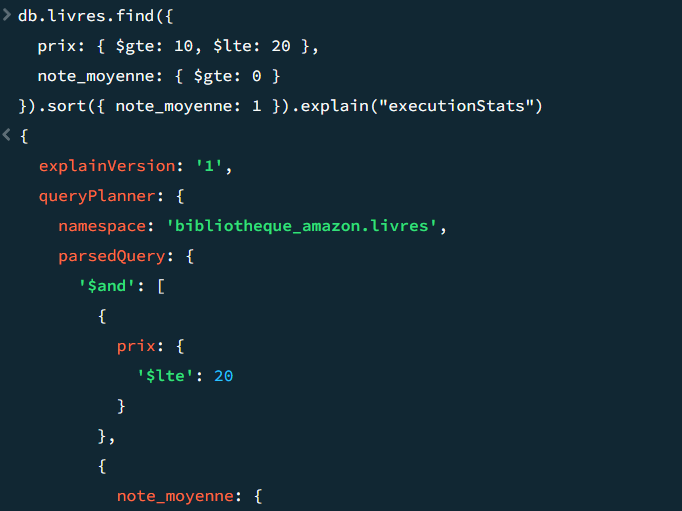 db.livres.find({
prix: { $gte: 10, $lte: 20 },
note_moyenne: { $gte: 0 }
}).sort({ note_moyenne: 1 }).explain("executionStats")
{
explainVersion: '1',
queryPlanner: {
namespace: 'bibliotheque_amazon.livres',
parsedQuery: {
'$and': [
{
prix: {
'$lte': 20
}
},
{
note_moyenne: {